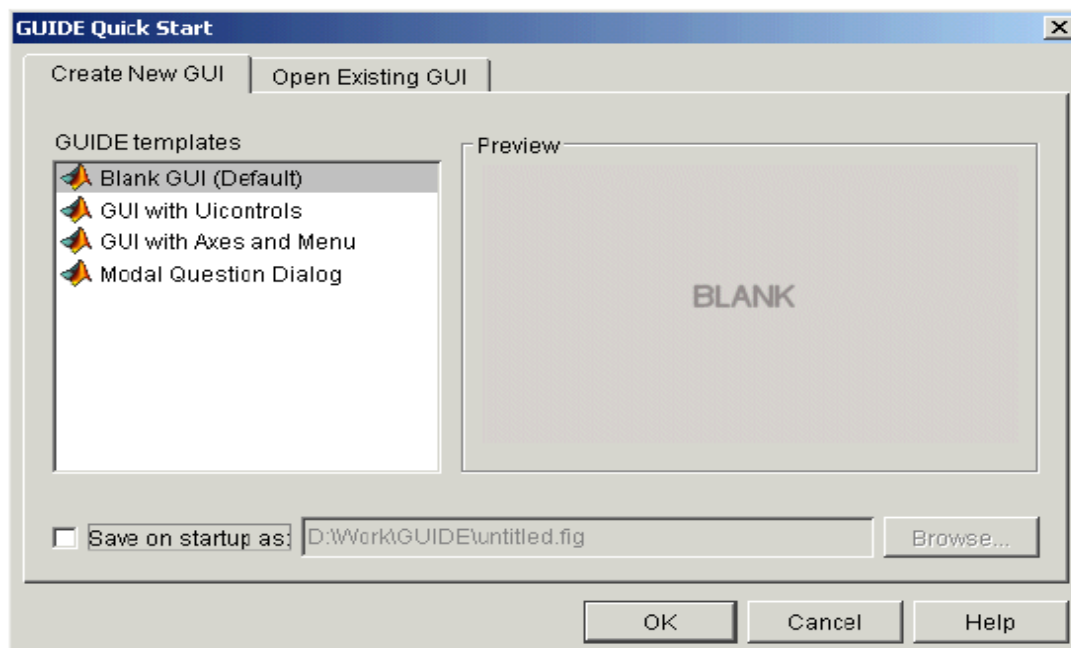 GUIDE Quick Start
Create New GUI
Open Existing GUI
GUIDE templates
Blank GUI (Default)
GUI with Uicontrols
GUI with Axes and Menu
Modal Question Dialog
Preview
BLANK
Save on startup as:
D:\Work\GUIDE\untitled.fig
Browse...
OK
Cancel
Help